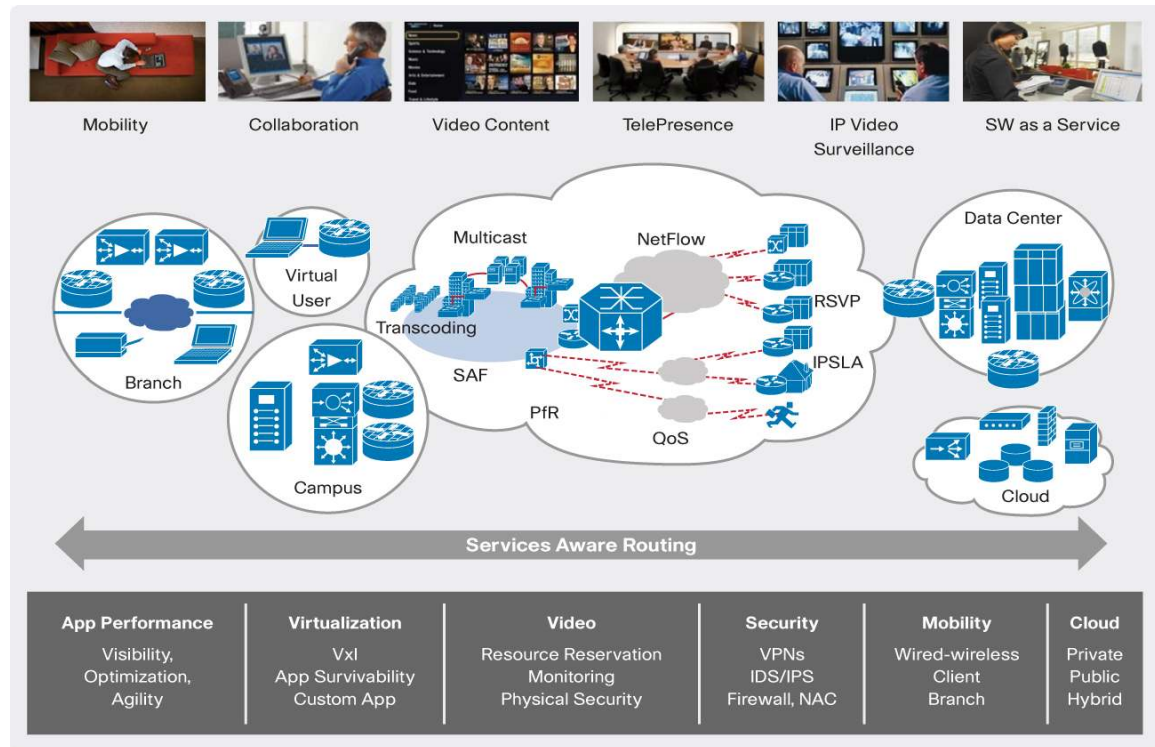 Mobility
Collaboration
Video Content
TelePresence
IP Video
Surveillance
SW as a Service
Branch
Virtual
User
Campus
Multicast
Transcoding
SAF
PfR
NetFlow
RSVP
IPSLA
QoS
Data Center
Cloud
Services Aware Routing
App Performance
Visibility,
Optimization,
Agility
Virtualization
VxI
App Survivability
Custom App
Video
Resource Reservation
Monitoring
Physical Security
Security
VPNs
IDS/IPS
Firewall, NAC
Mobility
Wired-wireless
Client
Branch
Cloud
Private
Public
Hybrid